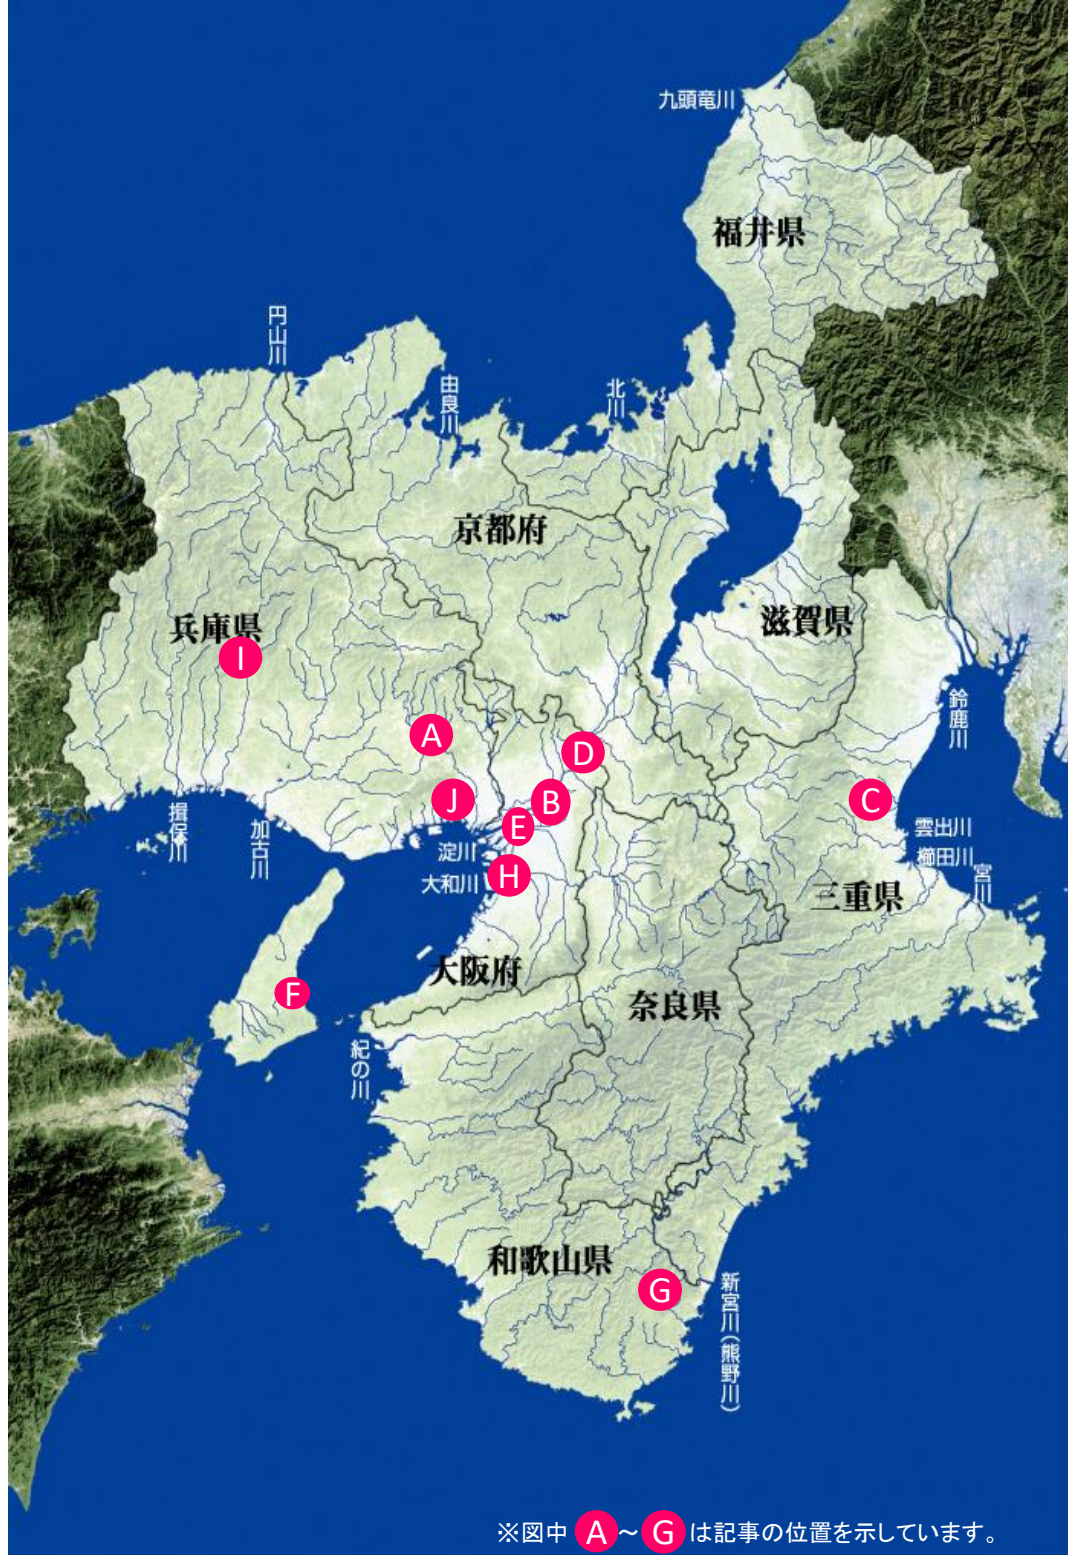 九頭竜川
福井県
円山川
由良川
北川
京都府
兵庫県
滋賀県
I
鈴鹿川
A
D
J
B
C
E
揖保川
加古川
淀川
雲出川
櫛田川
大和川
H
宮川
三重県
大阪府
F
奈良県
紀の川
和歌山県
G
新宮川(熊野川)
※図中 A ～ G は記事の位置を示しています。